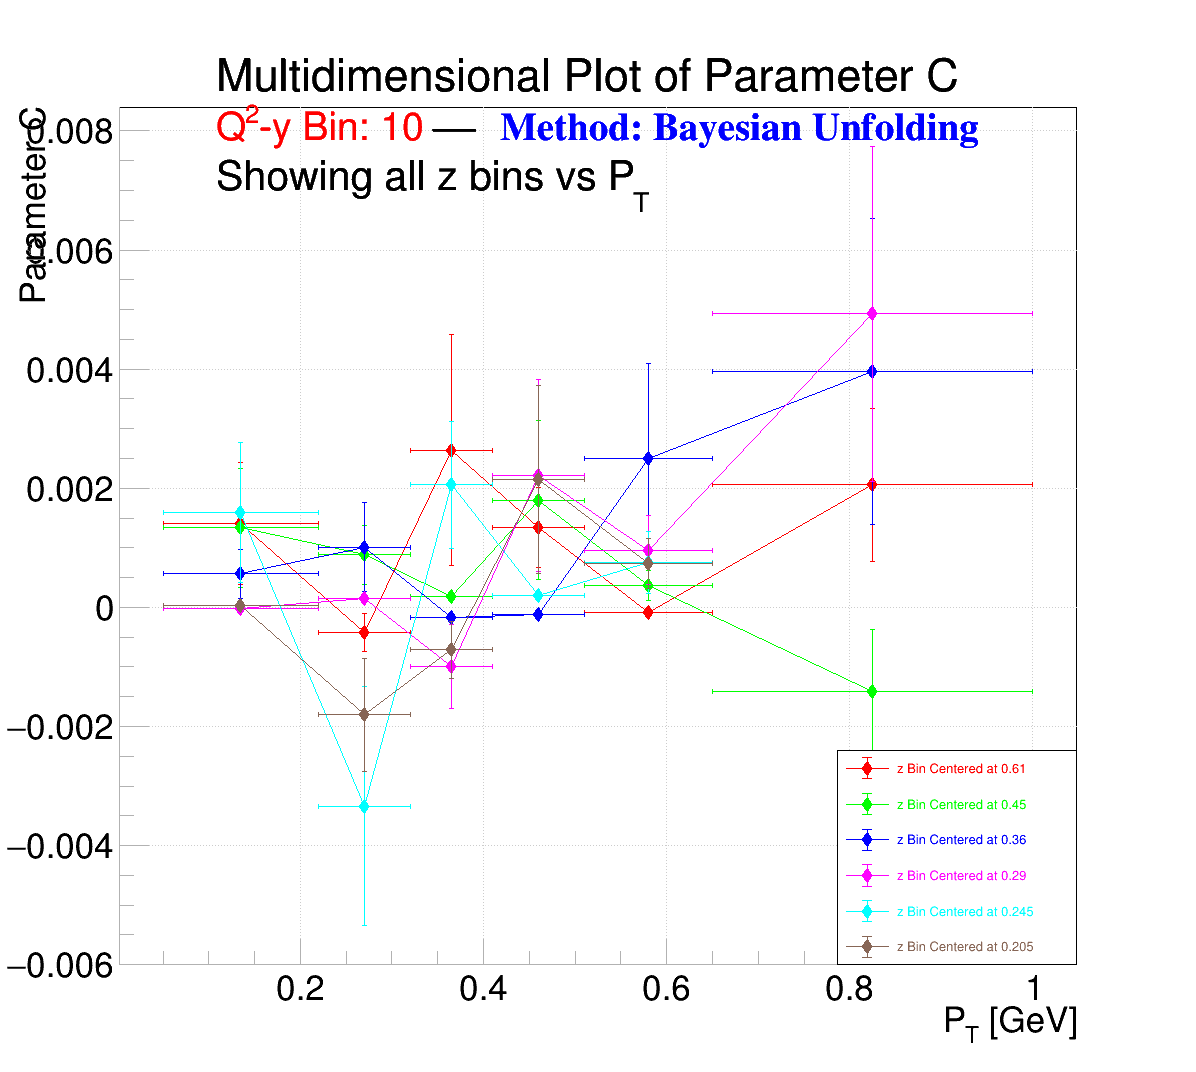 Multidimensional Plot of Parameter C
Q²-y Bin: 10 — Method: Bayesian Unfolding
Showing all z bins vs P_T
Parameter C
0.008
0.006
0.004
0.002
0
−0.002
−0.004
−0.006
0.2 0.4 0.6 0.8 1
P_T [GeV]
z Bin Centered at 0.61
z Bin Centered at 0.45
z Bin Centered at 0.36
z Bin Centered at 0.29
z Bin Centered at 0.245
z Bin Centered at 0.205